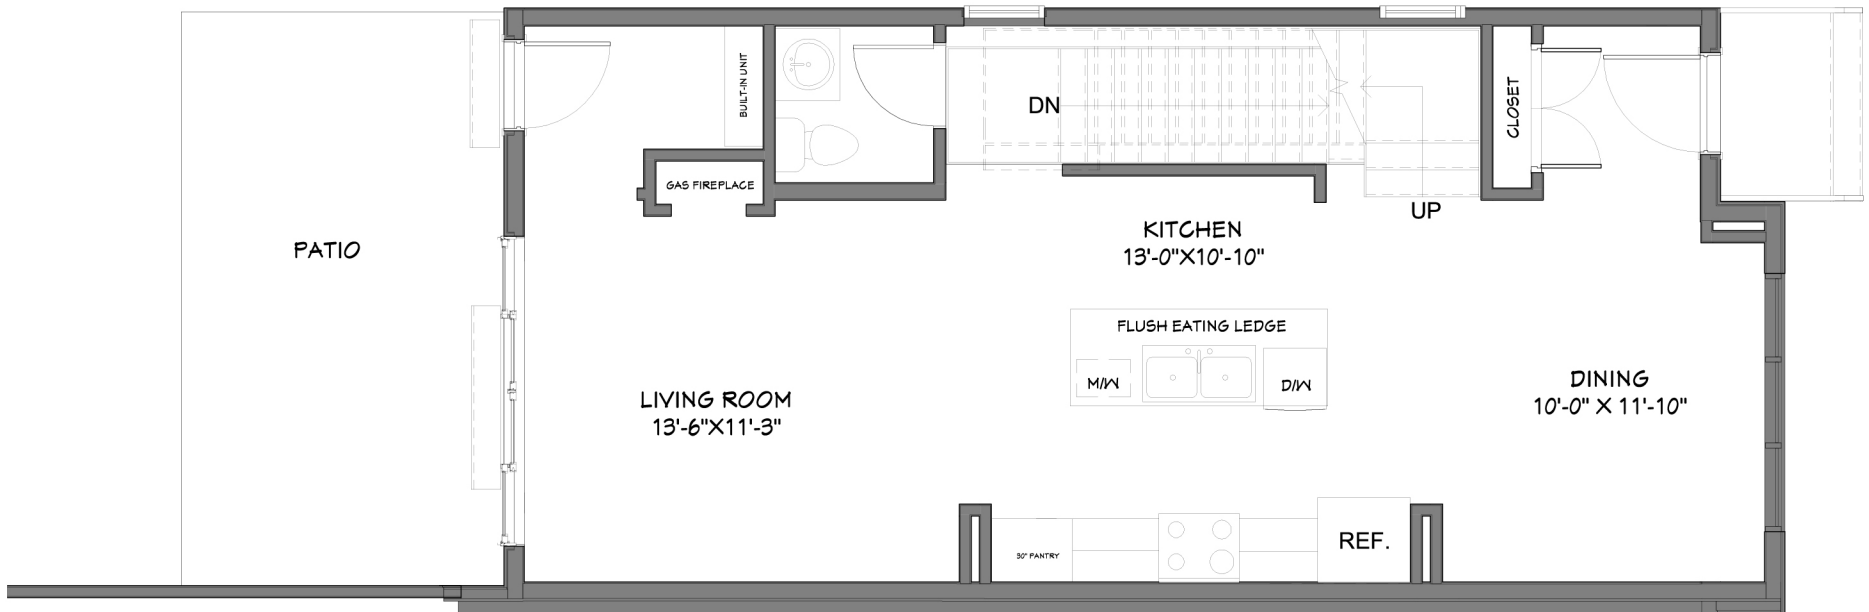 BUILT-IN UNIT
DN
CLOSET
GAS FIREPLACE
UP
PATIO
KITCHEN
13'-0"X10'-10"
FLUSH EATING LEDGE
M/W
D/W
LIVING ROOM
13'-6"X11'-3"
DINING
10'-0" X 11'-10"
30" PANTRY
REF.